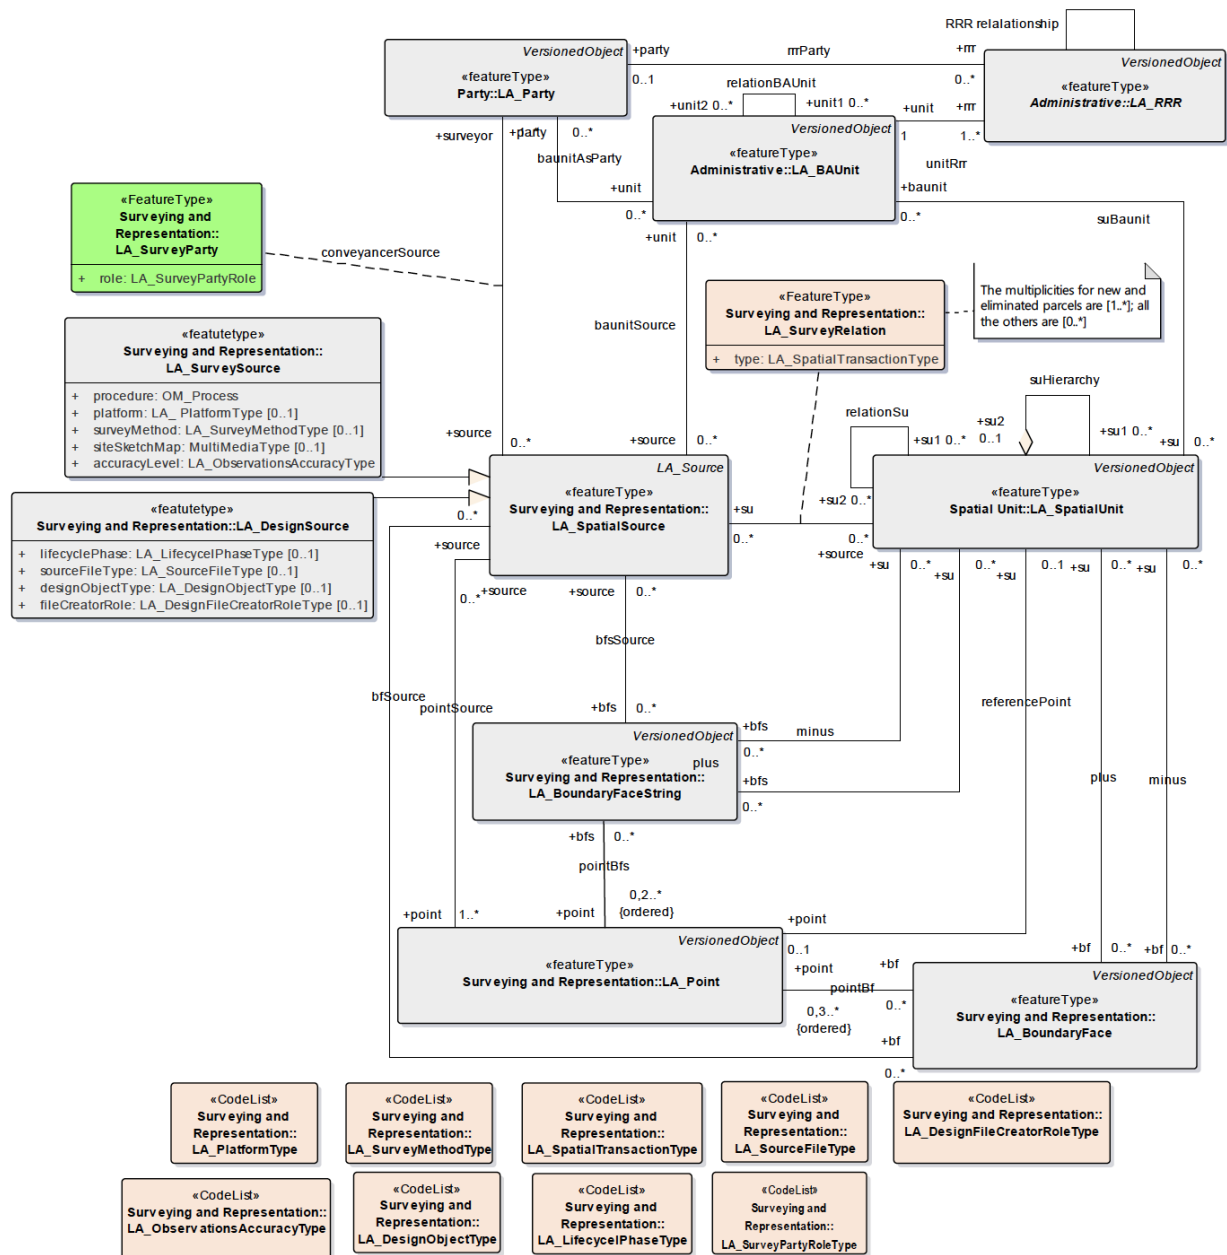 RRR relalationship
VersionedObject
«featureType»
Party::LA_Party
+party
rrrParty
+rrr
0..1
0..*
VersionedObject
«featureType»
Administrative::LA_RRR
relationBAUnit
+unit2 0..*
+unit1 0..*
VersionedObject
«featureType»
Administrative::LA_BAUnit
+unit
+rrr
1
1..*
unitRrr
+surveyor
+party
0..*
baunitAsParty
+unit
0..*
+baunit
0..*
suBaunit
«FeatureType»
Surveying and
Representation::
LA_SurveyParty
+ role: LA_SurveyPartyRole
conveyancerSource
+unit
0..*
baunitSource
«FeatureType»
Surveying and Representation::
LA_SurveyRelation
+ type: LA_SpatialTransactionType
The multiplicities for new and
eliminated parcels are [1..*]; all
the others are [0..*]
«featutetype»
Surveying and Representation::
LA_SurveySource
+ procedure: OM_Process
+ platform: LA_ PlatformType [0..1]
+ surveyMethod: LA_SurveyMethodType [0..1]
+ siteSketchMap: MultiMediaType [0..1]
+ accuracyLevel: LA_ObservationsAccuracyType
suHierarchy
relationSu
+su2
0..1
+su1 0..*
+su1 0..*
+su
0..*
+su2 0..*
+source
0..*
+source
0..*
LA_Source
«featureType»
Surveying and Representation::
LA_SpatialSource
VersionedObject
«featureType»
Spatial Unit::LA_SpatialUnit
+su
0..*
0..*
+source
«featutetype»
Surveying and Representation::LA_DesignSource
+ lifecyclePhase: LA_LifecycelPhaseType [0..1]
+ sourceFileType: LA_SourceFileType [0..1]
+ designObjectType: LA_DesignObjectType [0..1]
+ fileCreatorRole: LA_DesignFileCreatorRoleType [0..1]
0..*
+source
0..*
+source
+source
0..*
+su
0..*
+su
0..*
+su
0..1
+su
0..*
+su
0..*
bfsSource
bfSource
pointSource
referencePoint
+bfs
0..*
VersionedObject
«featureType»
Surveying and Representation::
LA_BoundaryFaceString
+bfs
0..*
minus
plus
+bfs
0..*
plus
minus
+bfs
0..*
pointBfs
0,2..*
{ordered}
+point
1..*
+point
VersionedObject
«featureType»
Surveying and Representation::LA_Point
+point
0..1
+point
+bf
pointBf
0,3..*
{ordered}
0..*
+bf
0..*
+bf
0..*
VersionedObject
«featureType»
Surveying and Representation::
LA_BoundaryFace
+bf
0..*
«CodeList»
Surveying and
Representation::
LA_PlatformType
«CodeList»
Surveying and
Representation::
LA_SurveyMethodType
«CodeList»
Surveying and
Representation::
LA_SpatialTransactionType
«CodeList»
Surveying and
Representation::
LA_SourceFileType
«CodeList»
Surveying and Representation::
LA_DesignFileCreatorRoleType
«CodeList»
Surveying and Representation::
LA_ObservationsAccuracyType
«CodeList»
Surveying and
Representation::
LA_DesignObjectType
«CodeList»
Surveying and
Representation::
LA_LifecycelPhaseType
«CodeList»
Surveying and
Representation::
LA_SurveyPartyRoleType